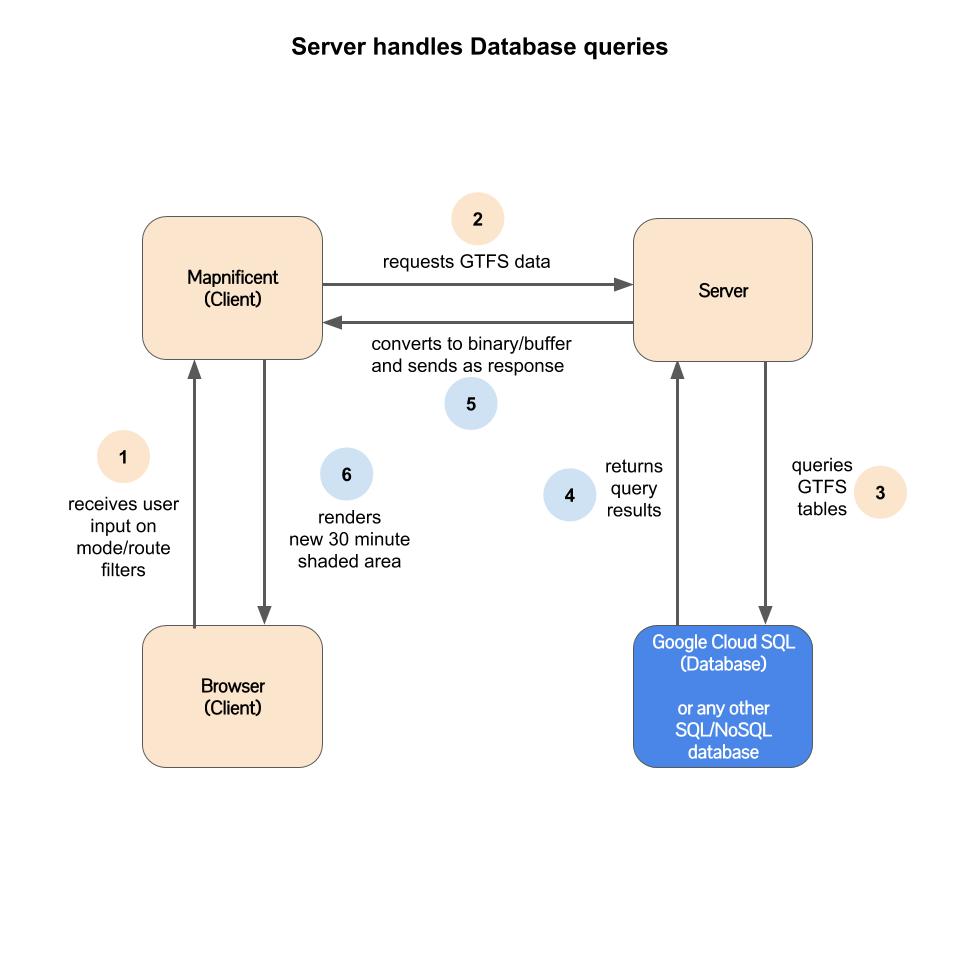 Server handles Database queries
2
requests GTFS data
Mapnificent
(Client)
Server
converts to binary/buffer
and sends as response
5
1
receives user
input on
mode/route
filters
6
renders
new 30 minute
shaded area
4
returns
query
results
queries
GTFS
tables
3
Browser
(Client)
Google Cloud SQL
(Database)
or any other
SQL/NoSQL
database